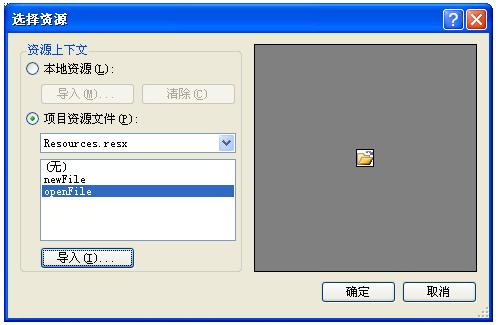 选择资源
资源上下文
本地资源(L):
导入(M)...
清除(C)
项目资源文件(P):
Resources.resx
(无)
newFile
openFile
导入(I)...
确定
取消